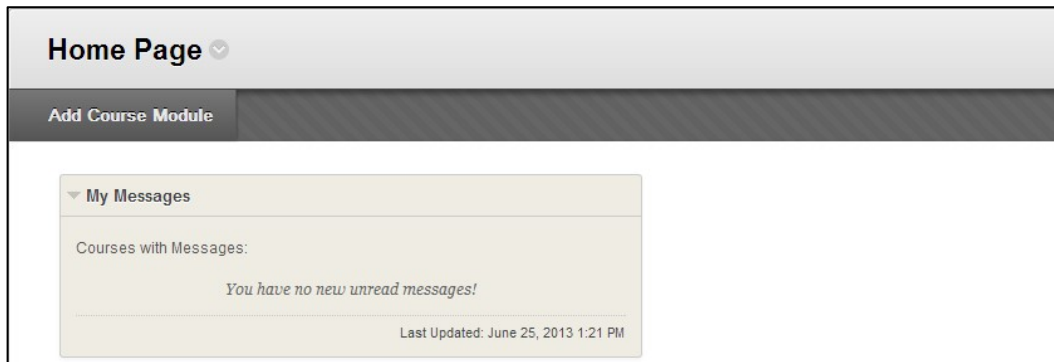 Home Page
Add Course Module
My Messages
Courses with Messages:
You have no new unread messages!
Last Updated: June 25, 2013 1:21 PM